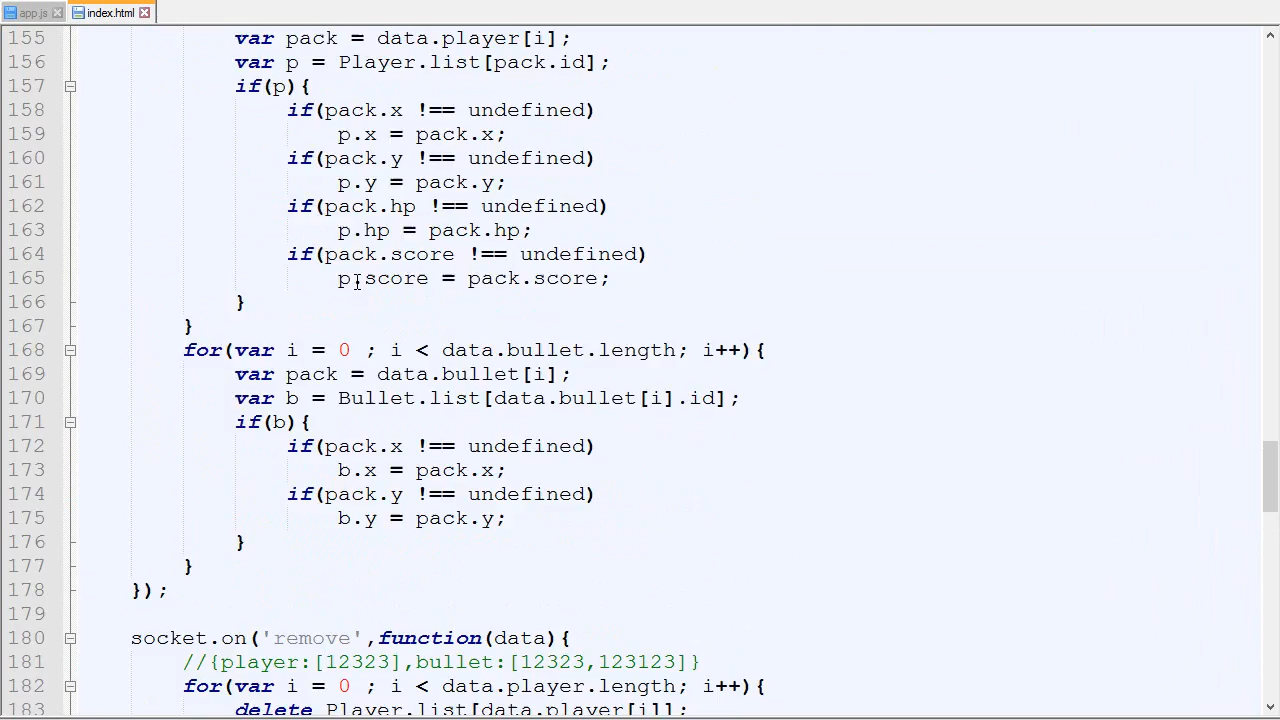 app.js index.html
155 var pack = data.player[i];
156 var p = Player.list[pack.id];
157 if(p){
158 if(pack.x !== undefined)
159 p.x = pack.x;
160 if(pack.y !== undefined)
161 p.y = pack.y;
162 if(pack.hp !== undefined)
163 p.hp = pack.hp;
164 if(pack.score !== undefined)
165 p.score = pack.score;
166 }
167 }
168 for(var i = 0 ; i < data.bullet.length; i++){
169 var pack = data.bullet[i];
170 var b = Bullet.list[data.bullet[i].id];
171 if(b){
172 if(pack.x !== undefined)
173 b.x = pack.x;
174 if(pack.y !== undefined)
175 b.y = pack.y;
176 }
177 }
178 });
179
180 socket.on('remove',function(data){
181 //{player:[12323],bullet:[12323,123123]}
182 for(var i = 0 ; i < data.player.length; i++){
183 delete Player.list[data.player[i]];